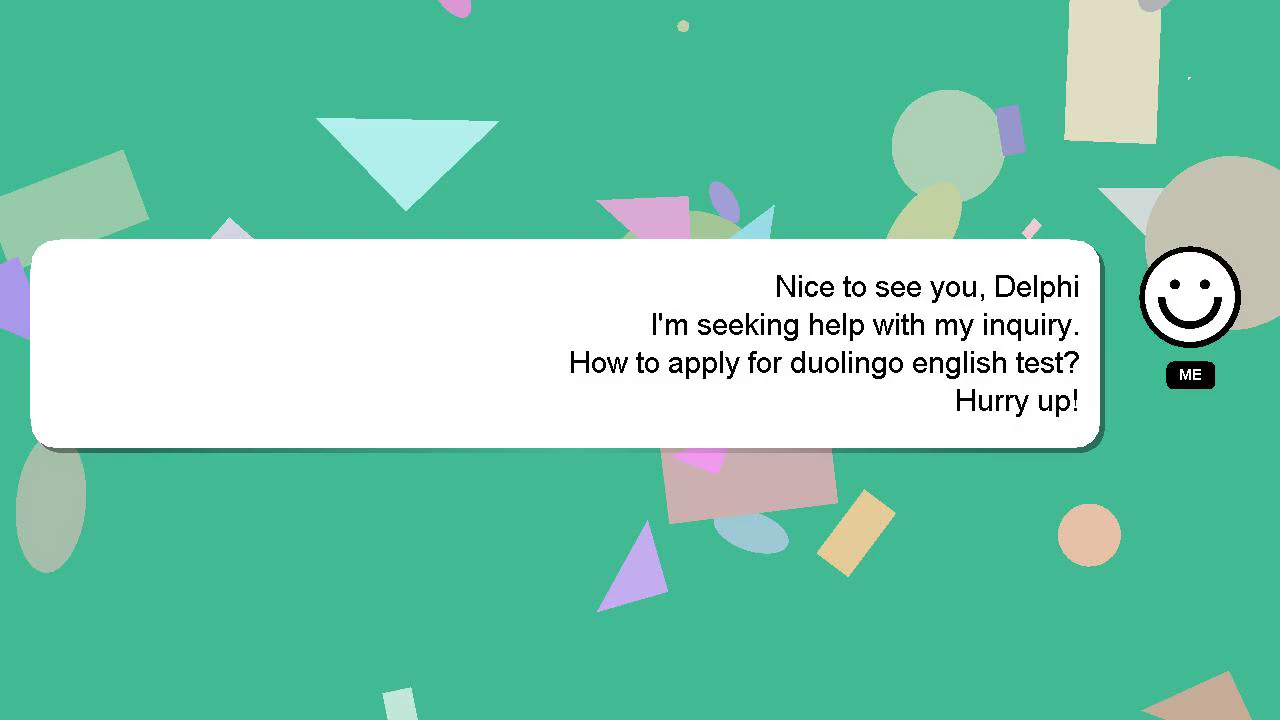 Nice to see you, Delphi
I'm seeking help with my inquiry.
How to apply for duolingo english test?
Hurry up!
ME